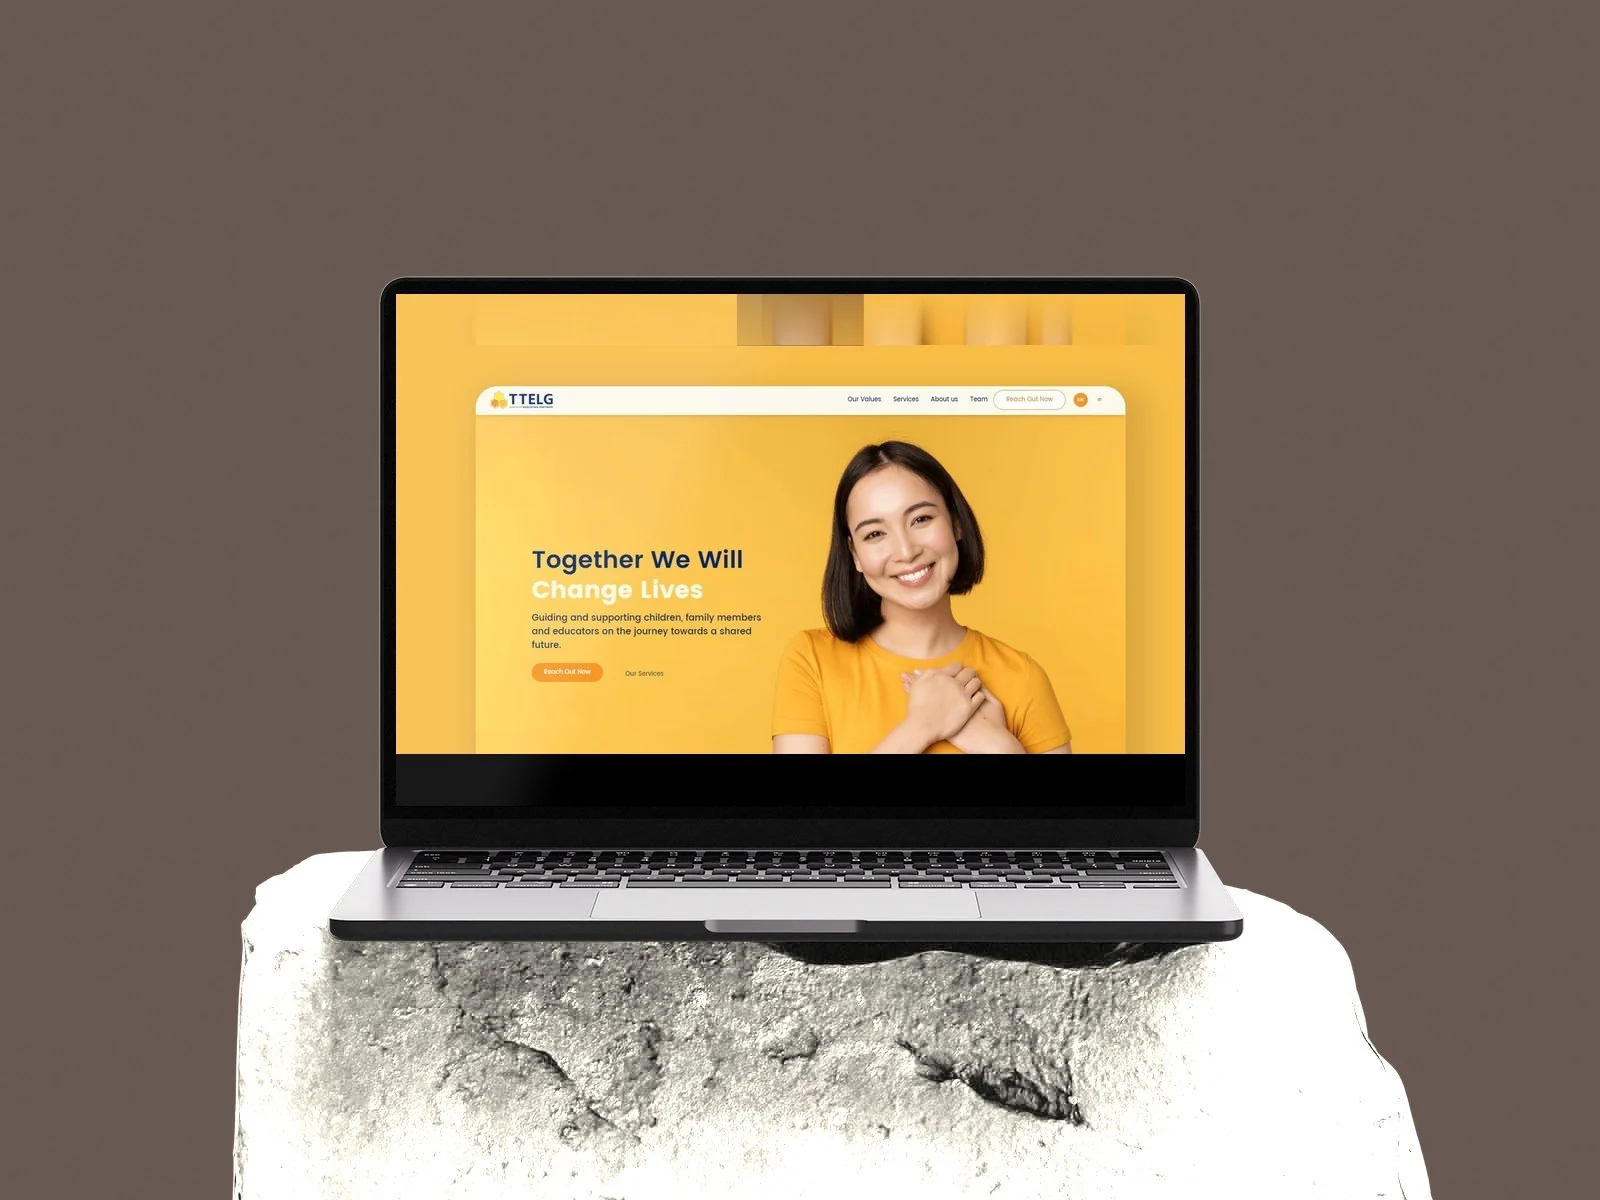 TTELG
Our Values Services About us Team Reach Out Now
Together We Will
Change Lives
Guiding and supporting children, family members
and educators on the journey towards a shared
future.
Reach Out Now Our Services